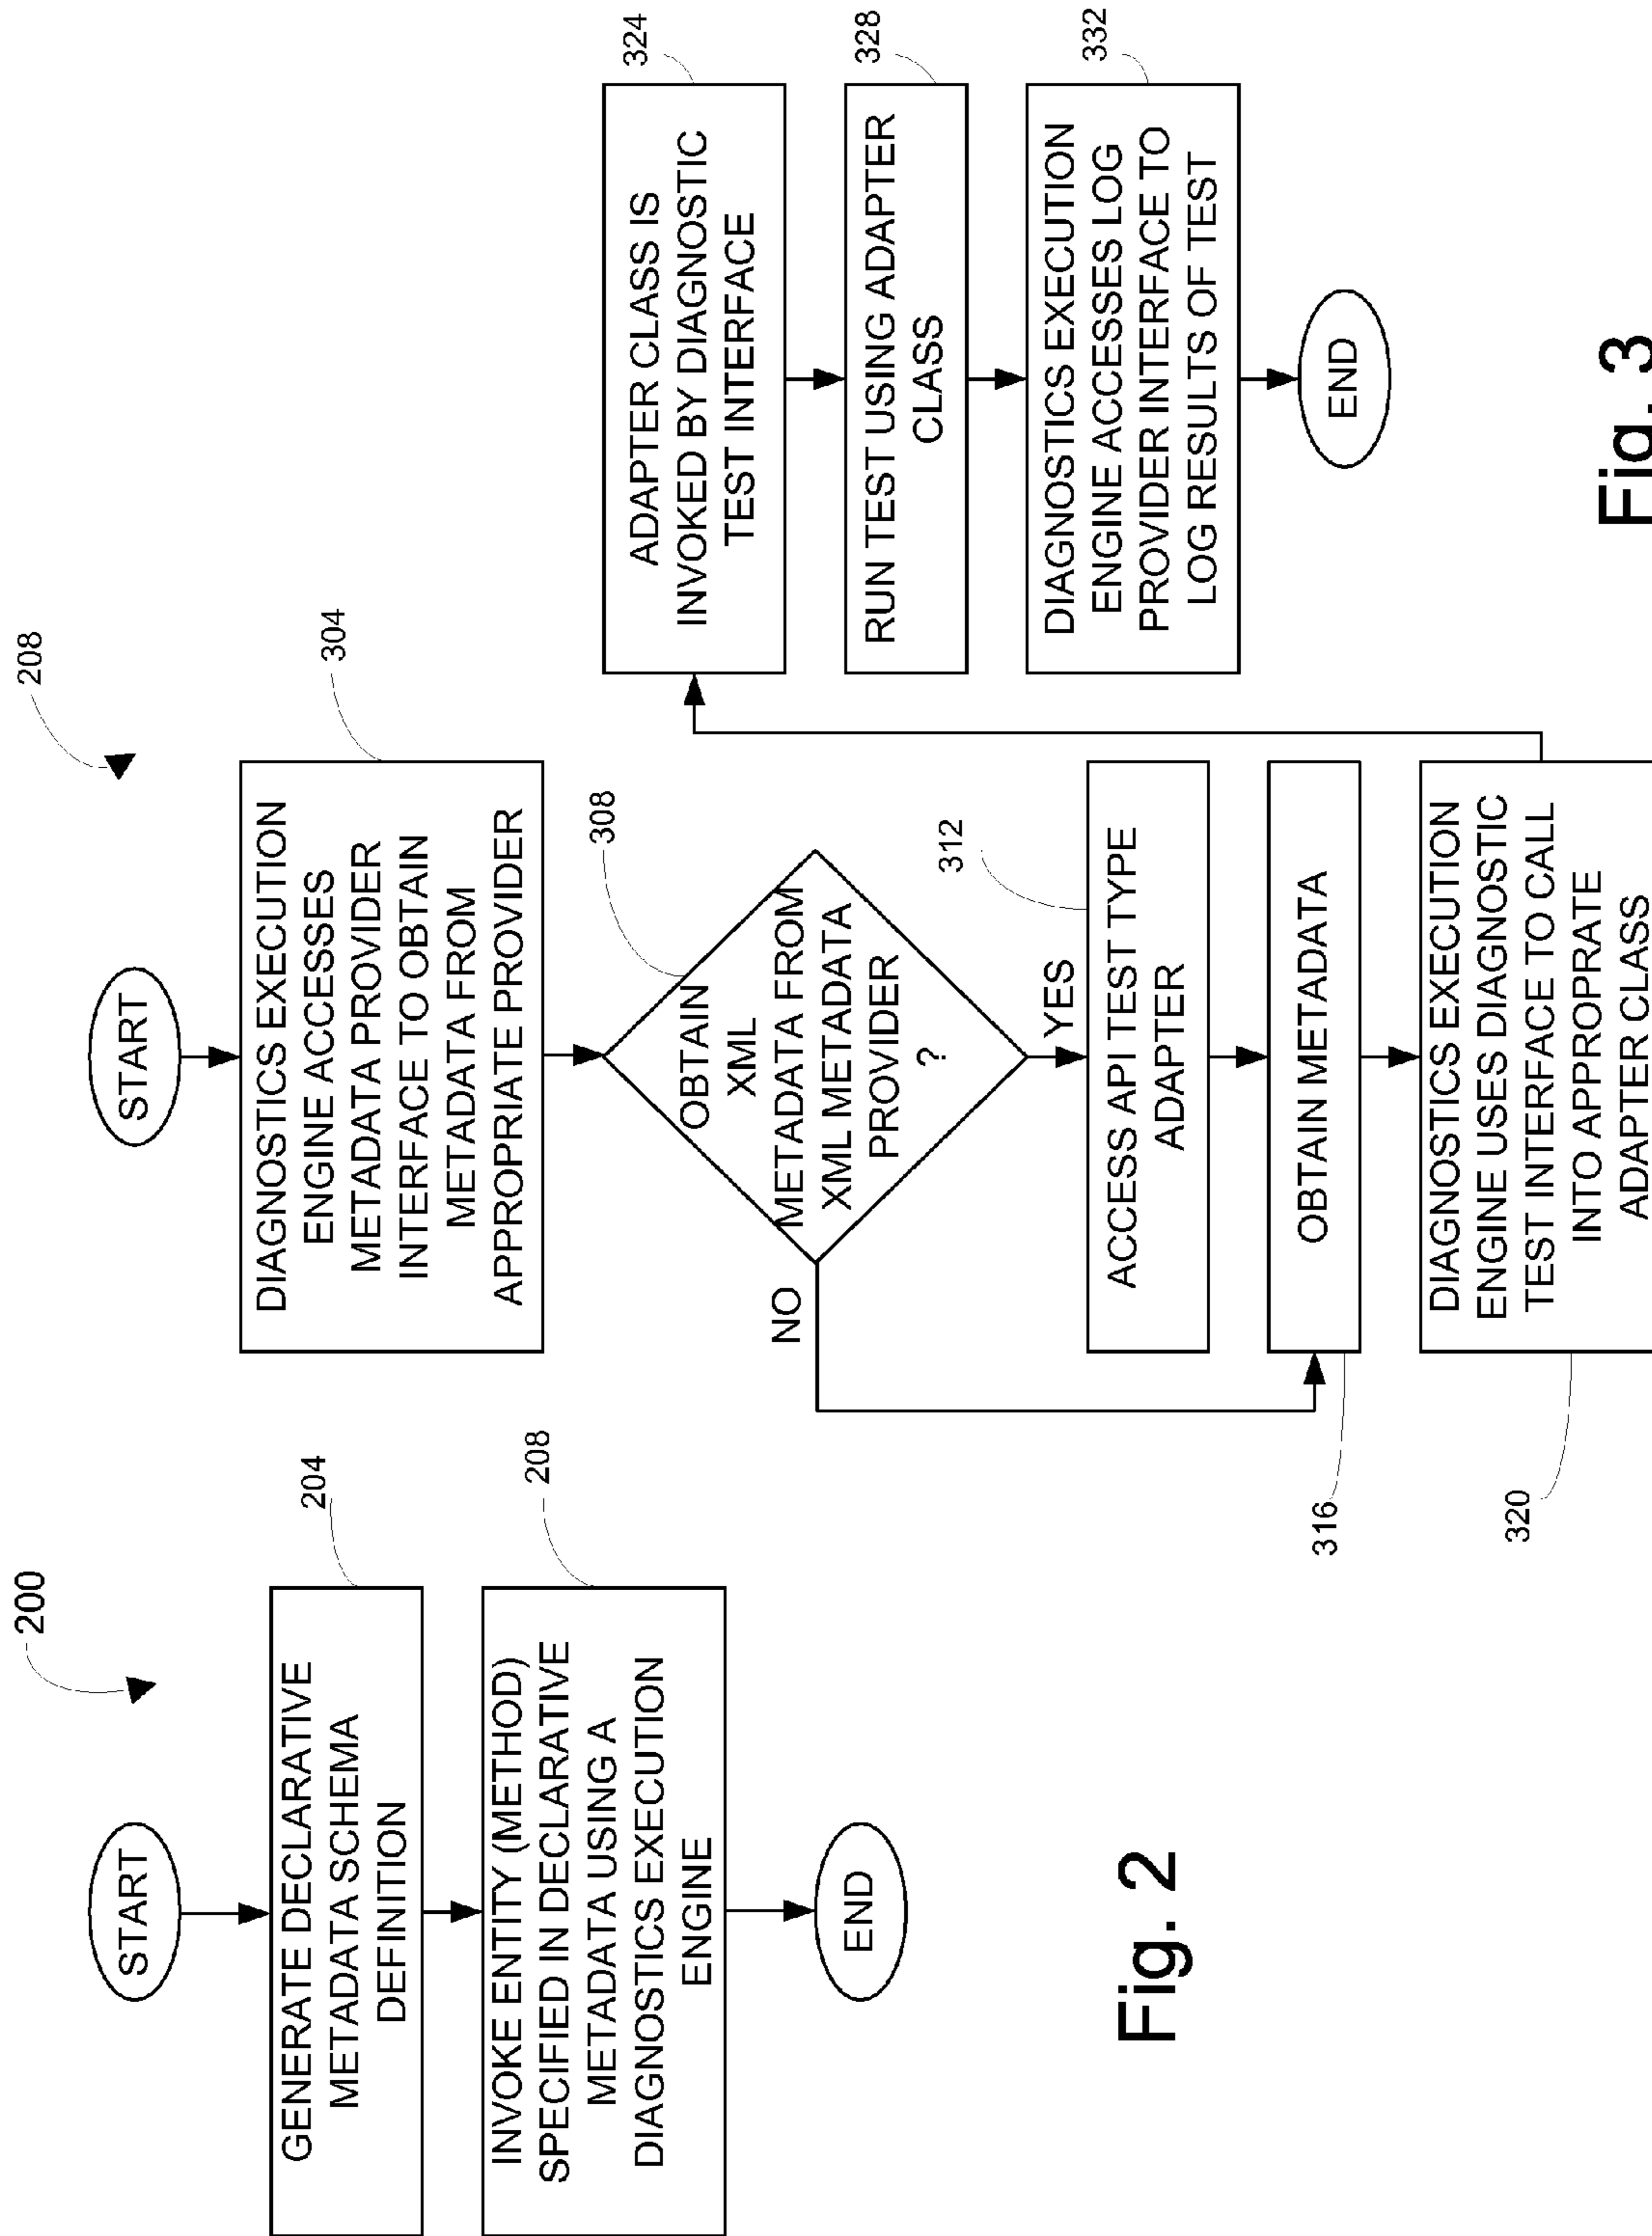 200
START
GENERATE DECLARATIVE
METADATA SCHEMA
DEFINITION
204
INVOKE ENTITY (METHOD)
SPECIFIED IN DECLARATIVE
METADATA USING A
DIAGNOSTICS EXECUTION
ENGINE
208
END
Fig. 2
208
START
DIAGNOSTICS EXECUTION
ENGINE ACCESSES
METADATA PROVIDER
INTERFACE TO OBTAIN
METADATA FROM
APPROPRIATE PROVIDER
304
OBTAIN
XML
METADATA FROM
XML METADATA
PROVIDER
?
308
NO
YES
ACCESS API TEST TYPE
ADAPTER
312
OBTAIN METADATA
316
DIAGNOSTICS EXECUTION
ENGINE USES DIAGNOSTIC
TEST INTERFACE TO CALL
INTO APPROPRATE
ADAPTER CLASS
320
ADAPTER CLASS IS
INVOKED BY DIAGNOSTIC
TEST INTERFACE
324
RUN TEST USING ADAPTER
CLASS
328
DIAGNOSTICS EXECUTION
ENGINE ACCESSES LOG
PROVIDER INTERFACE TO
LOG RESULTS OF TEST
332
END
Fig. 3